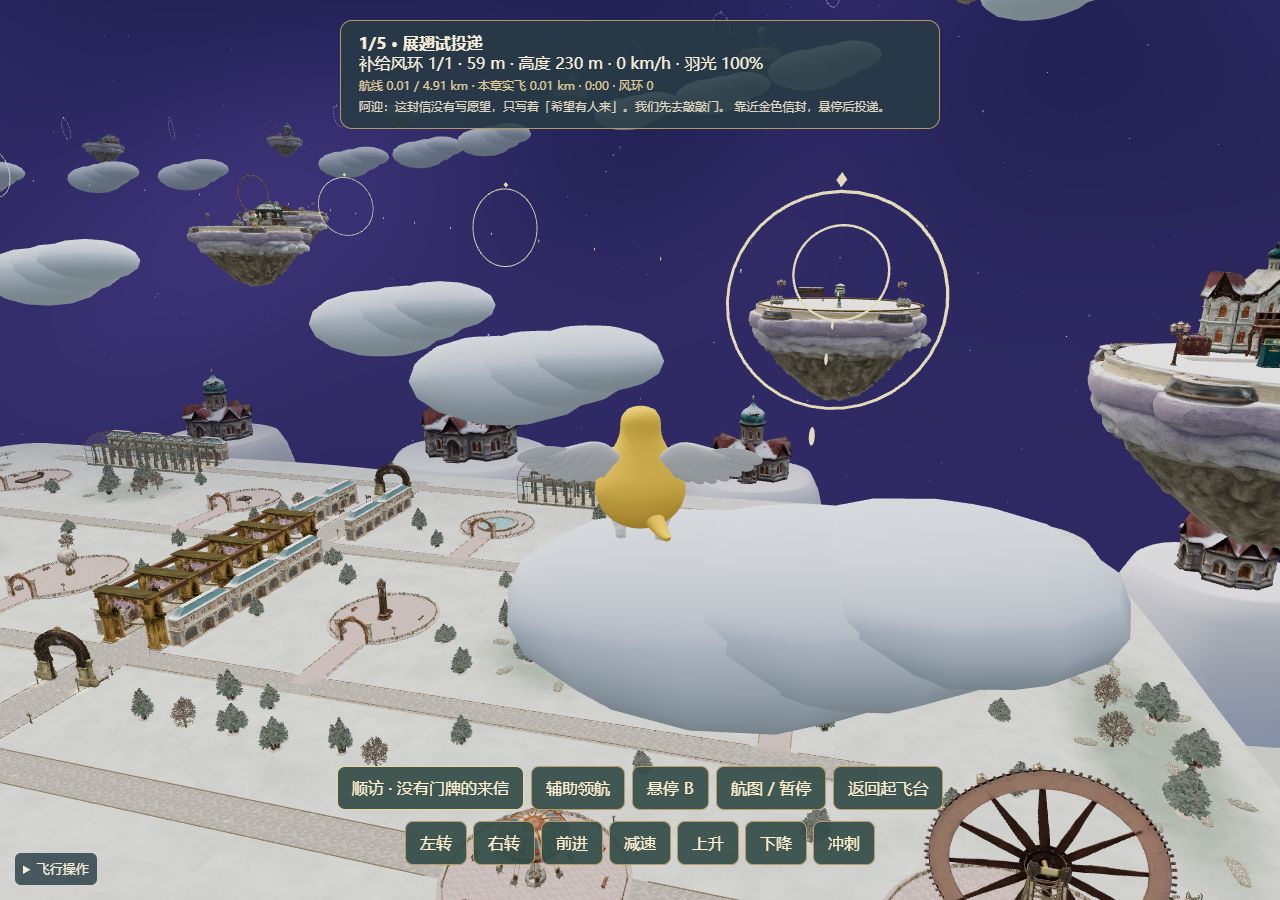 1/5 • 展翅试投递
补给风环 1/1 · 59 m · 高度 230 m · 0 km/h · 羽光 100%
航线 0.01 / 4.91 km · 本章实飞 0.01 km · 0:00 · 风环 0
阿迎：这封信没有写愿望，只写着「希望有人来」。我们先去敲敲门。 靠近金色信封，悬停后投递。
顺访 · 没有门牌的来信
辅助领航
悬停 B
航图 / 暂停
返回起飞台
左转
右转
前进
减速
上升
下降
冲刺
▶ 飞行操作